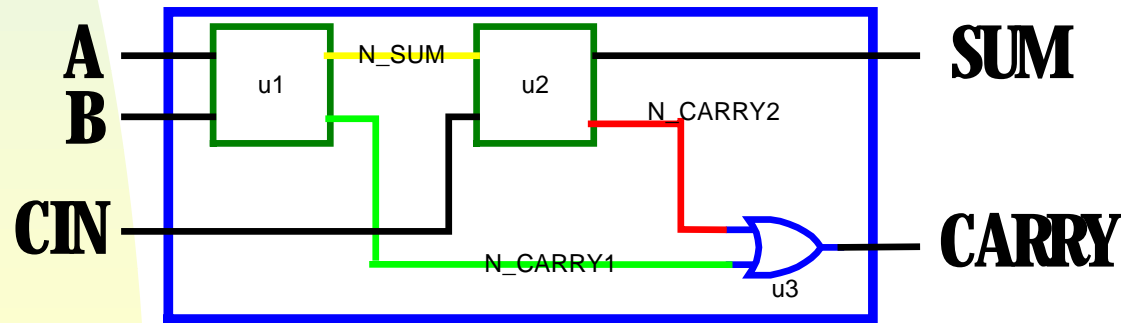 A
B
CIN
u1
N_SUM
u2
N_CARRY2
N_CARRY1
u3
SUM
CARRY